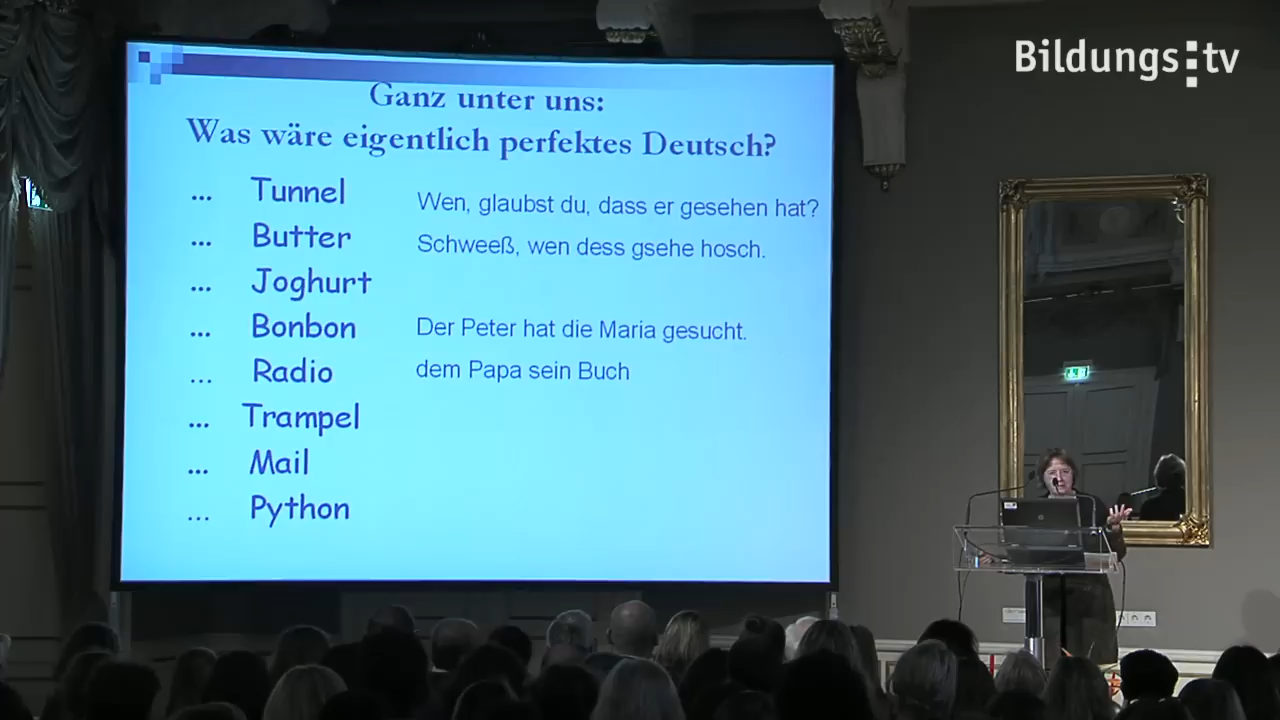 Bildungs:tv
Ganz unter uns:
Was wäre eigentlich perfektes Deutsch?
... Tunnel
... Butter
... Joghurt
... Bonbon
... Radio
... Trampel
... Mail
... Python
Wen, glaubst du, dass er gesehen hat?
Schweeß, wen dess gsehe hosch.
Der Peter hat die Maria gesucht.
dem Papa sein Buch